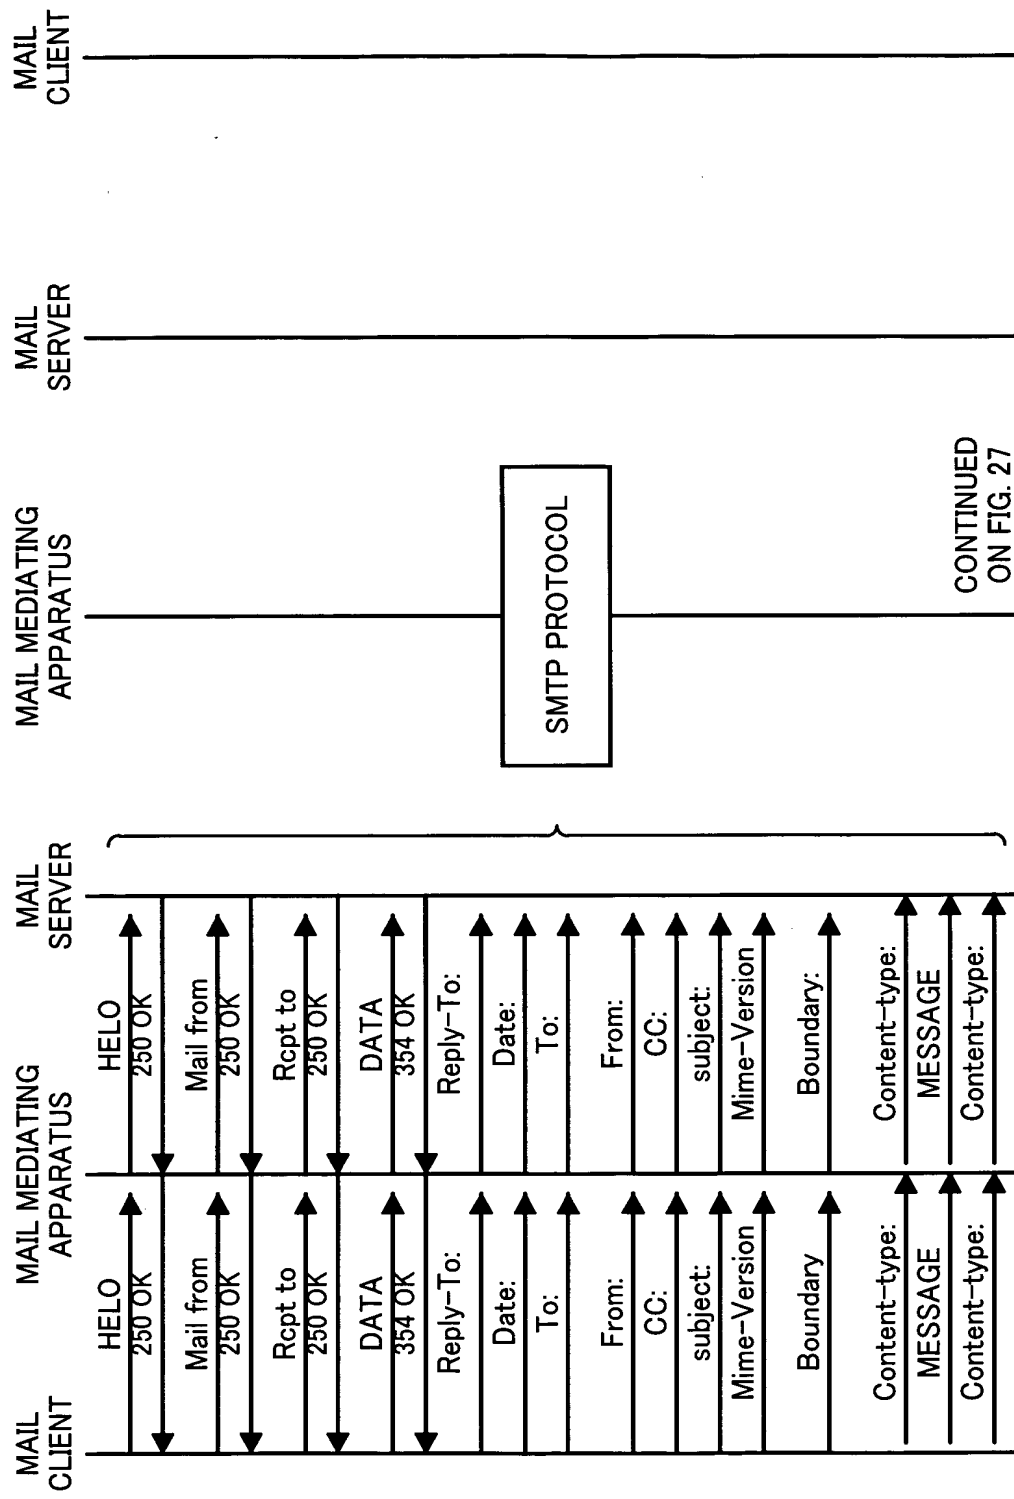 MAIL
CLIENT
MAIL MEDIATING
APPARATUS
MAIL
SERVER
MAIL MEDIATING
APPARATUS
MAIL
SERVER
MAIL
CLIENT
HELO
250 OK
Mail from
250 OK
Rcpt to
250 OK
DATA
354 OK
Reply-To:
Date:
To:
From:
CC:
subject:
Mime-Version
Boundary
Content-type:
MESSAGE
Content-type:
HELO
250 OK
Mail from
250 OK
Rcpt to
250 OK
DATA
354 OK
Reply-To:
Date:
To:
From:
CC:
subject:
Mime-Version
Boundary:
Content-type:
MESSAGE
Content-type:
SMTP PROTOCOL
CONTINUED
ON FIG. 27